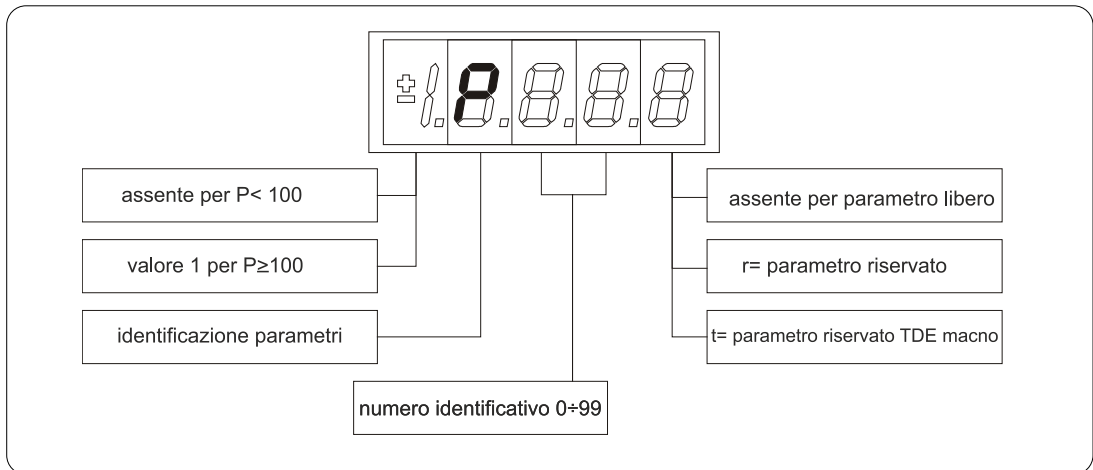 ±1.P.8.8.8
assente per P< 100
assente per parametro libero
valore 1 per P≥100
r= parametro riservato
identificazione parametri
t= parametro riservato TDE macno
numero identificativo 0÷99